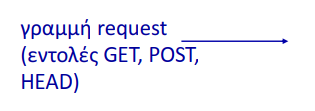 γραμμή request
(εντολές GET, POST,
HEAD)